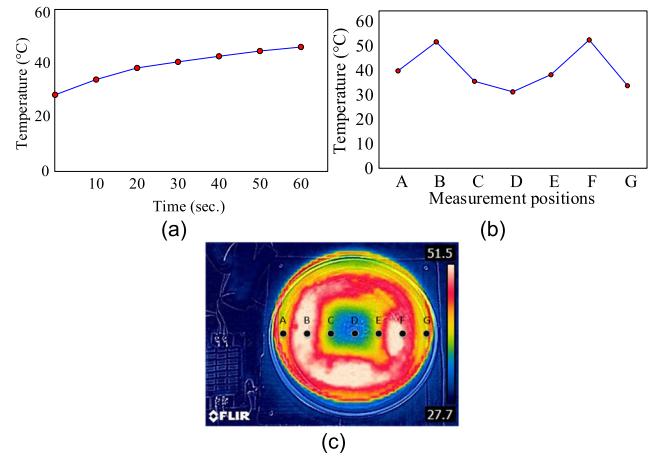 60
40
20
0
Temperature (°C)
10 20 30 40 50 60
Time (sec.)
(a)
60
50
40
30
20
10
0
Temperature (°C)
A B C D E F G
Measurement positions
(b)
51.5
A B C D E F G
27.7
FLIR
(c)